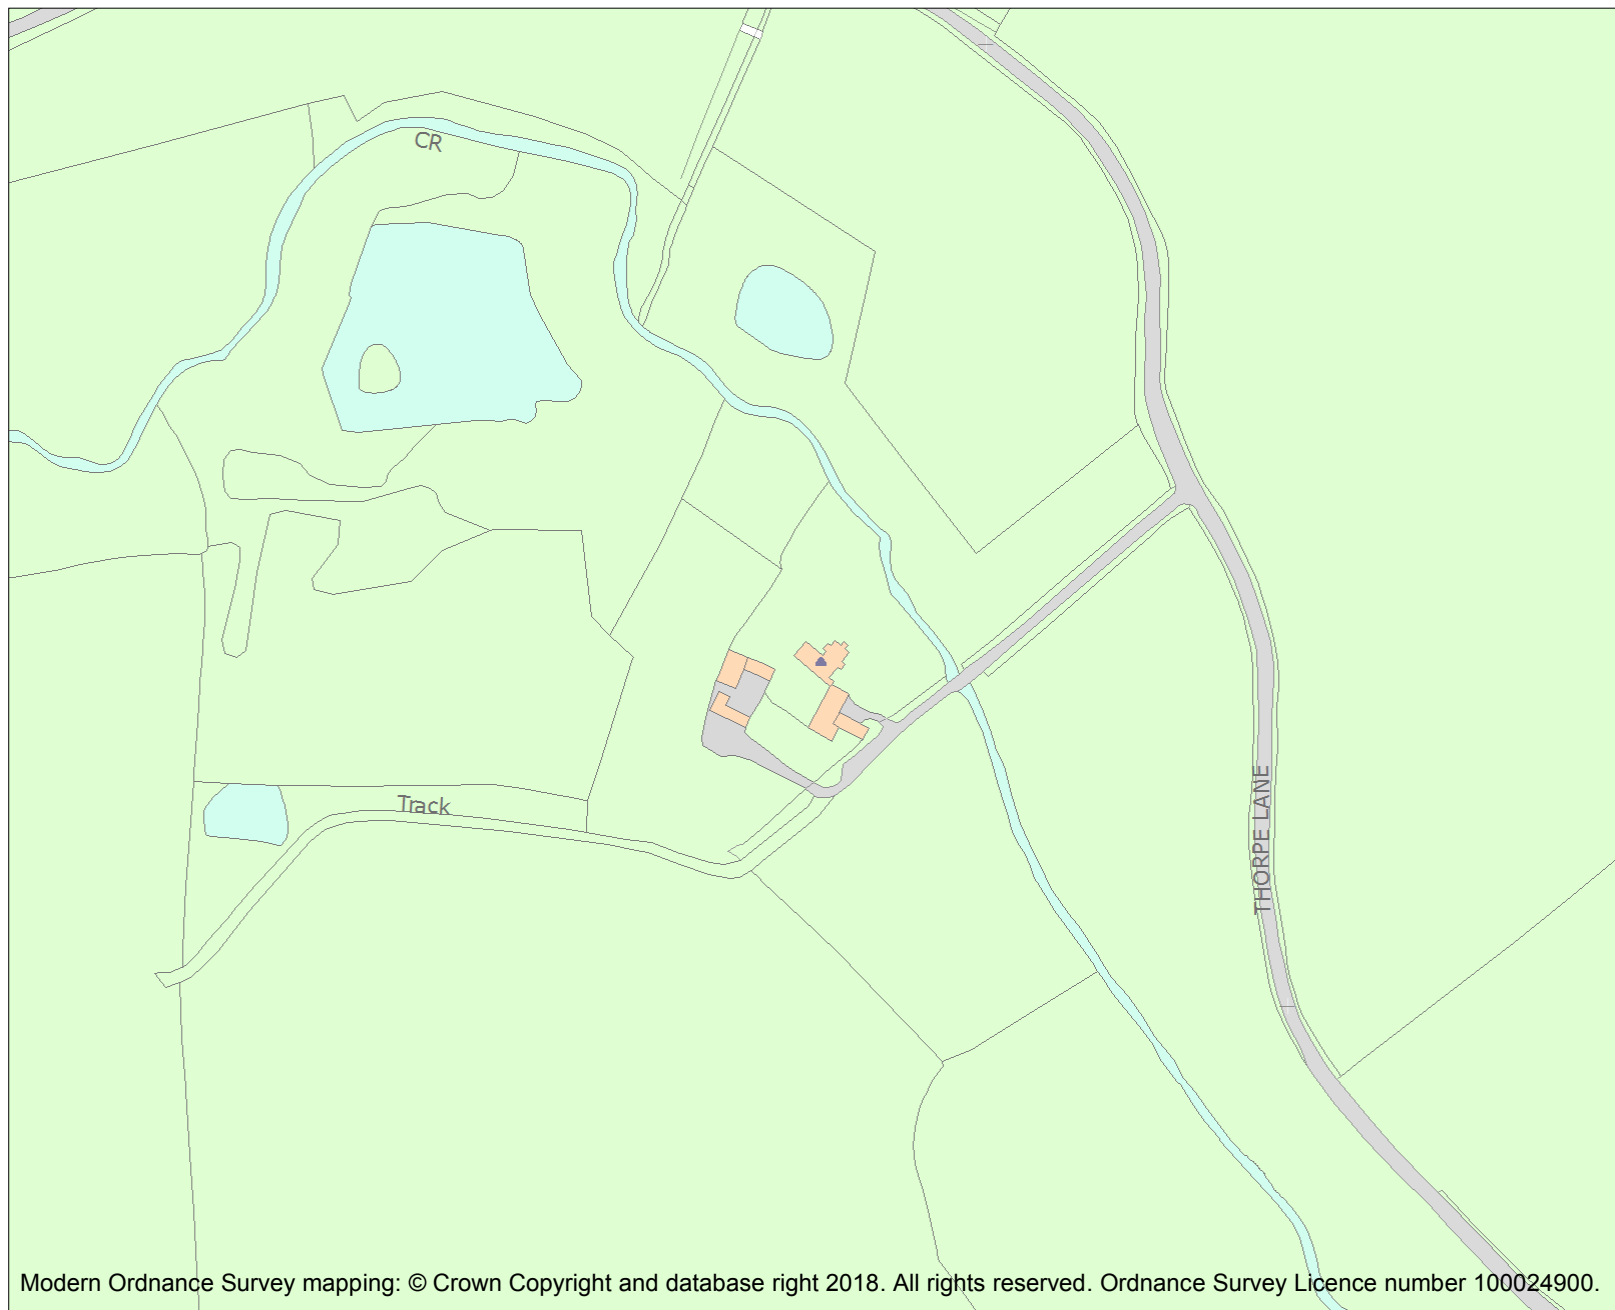 CR
Track
THORPE LANE
Modern Ordnance Survey mapping: © Crown Copyright and database right 2018. All rights reserved. Ordnance Survey Licence number 100024900.